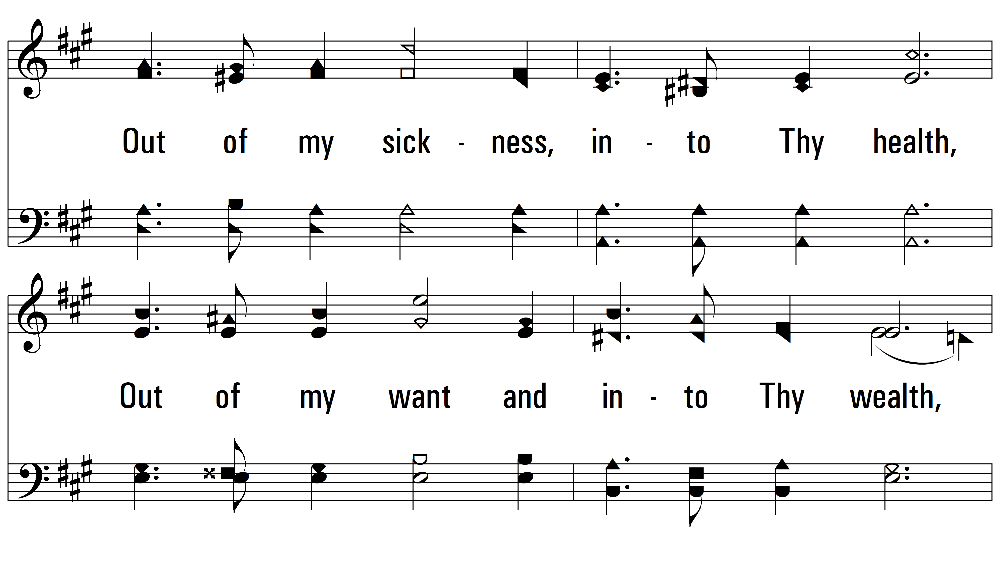 Out of my sick - ness, in - to Thy health,
Out of my want and in - to Thy wealth,